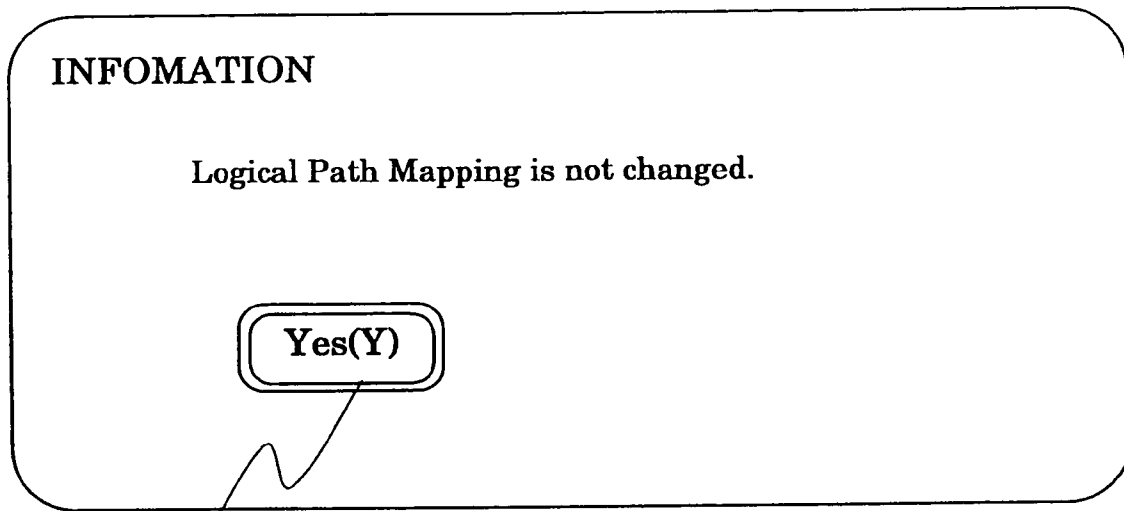 INFOMATION
Logical Path Mapping is not changed.
Yes(Y)